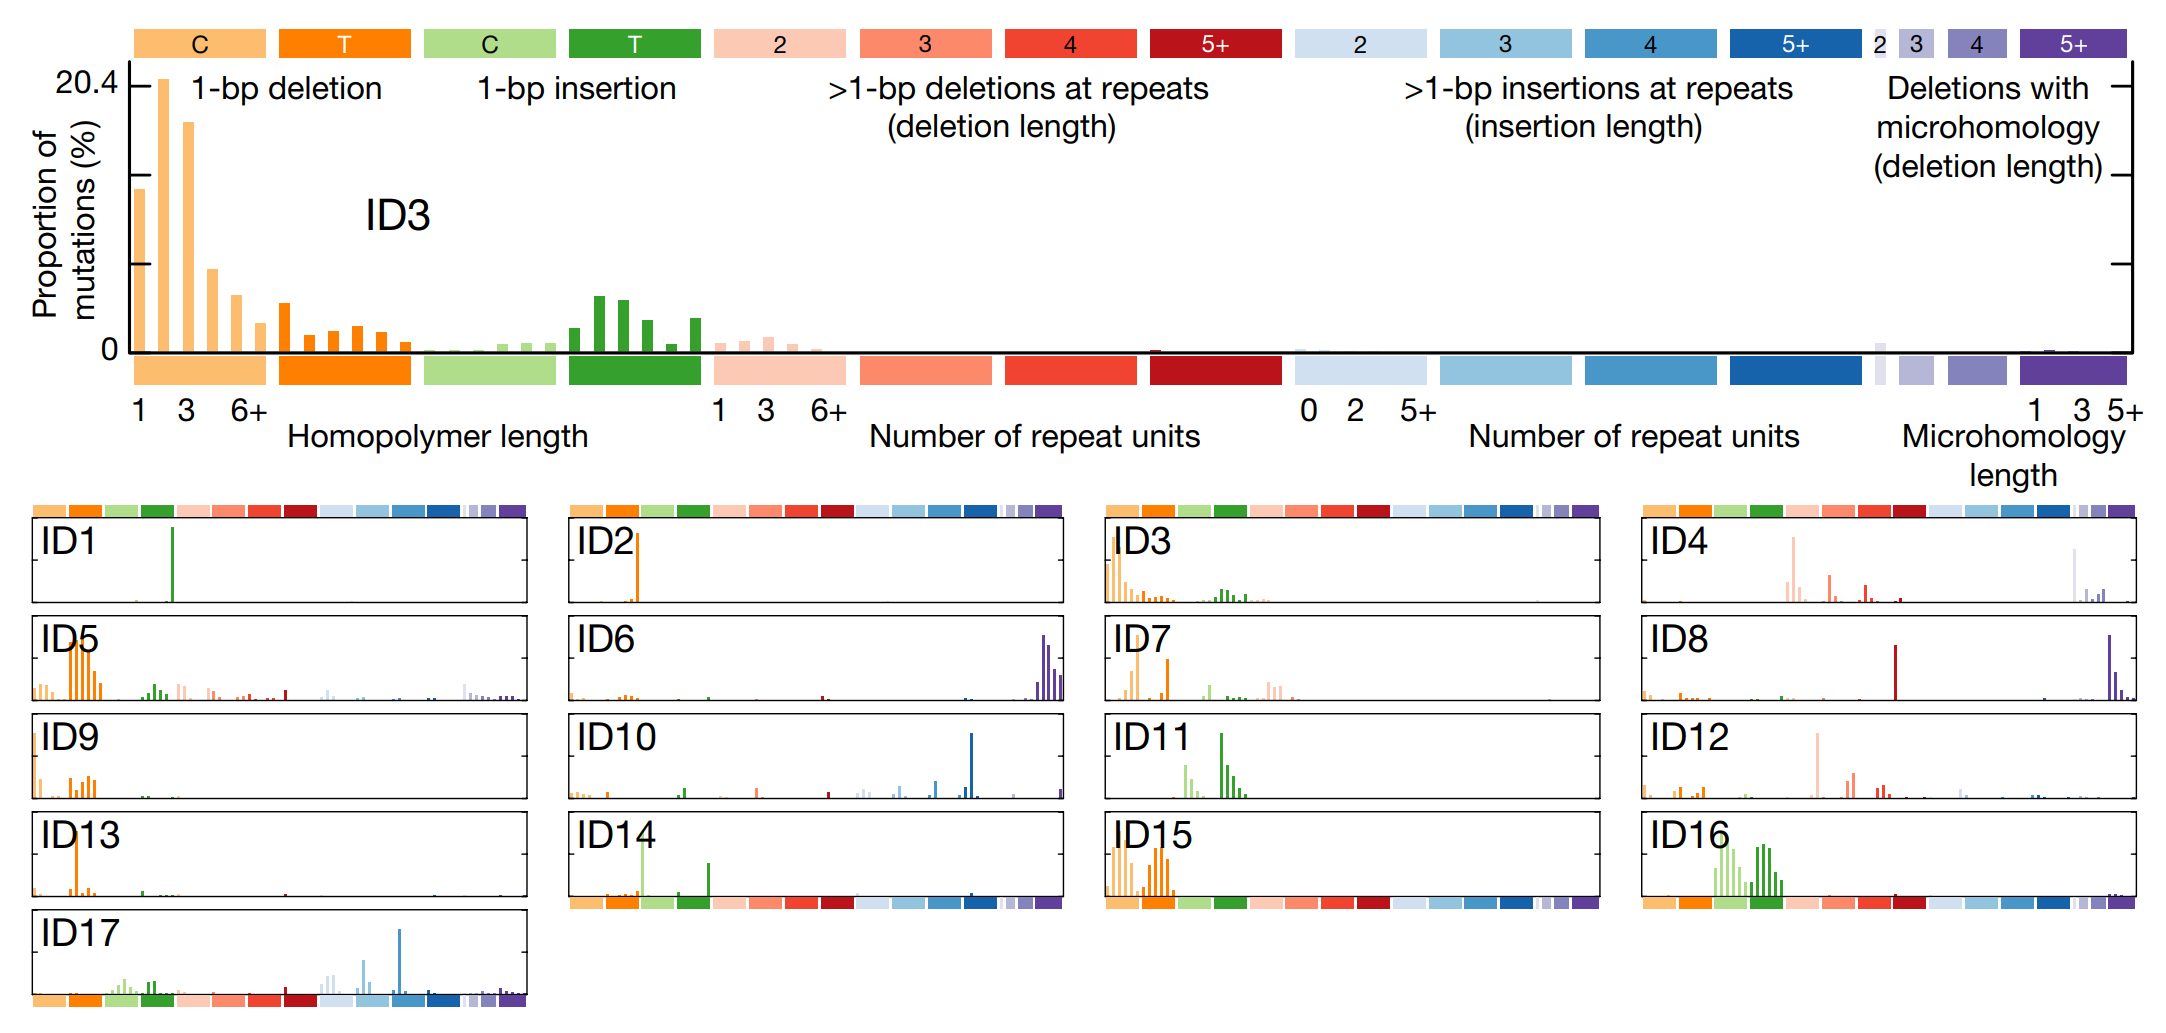 C T C T 2 3 4 5+ 2 3 4 5+ 2 3 4 5+
20.4
1-bp deletion
1-bp insertion
>1-bp deletions at repeats
(deletion length)
>1-bp insertions at repeats
(insertion length)
Deletions with
microhomology
(deletion length)
Proportion of
mutations (%)
ID3
0
1 3 6+ 1 3 6+ 0 2 5+ 1 3 5+
Homopolymer length
Number of repeat units
Number of repeat units
Microhomology
length
ID1 ID2 ID3 ID4
ID5 ID6 ID7 ID8
ID9 ID10 ID11 ID12
ID13 ID14 ID15 ID16
ID17